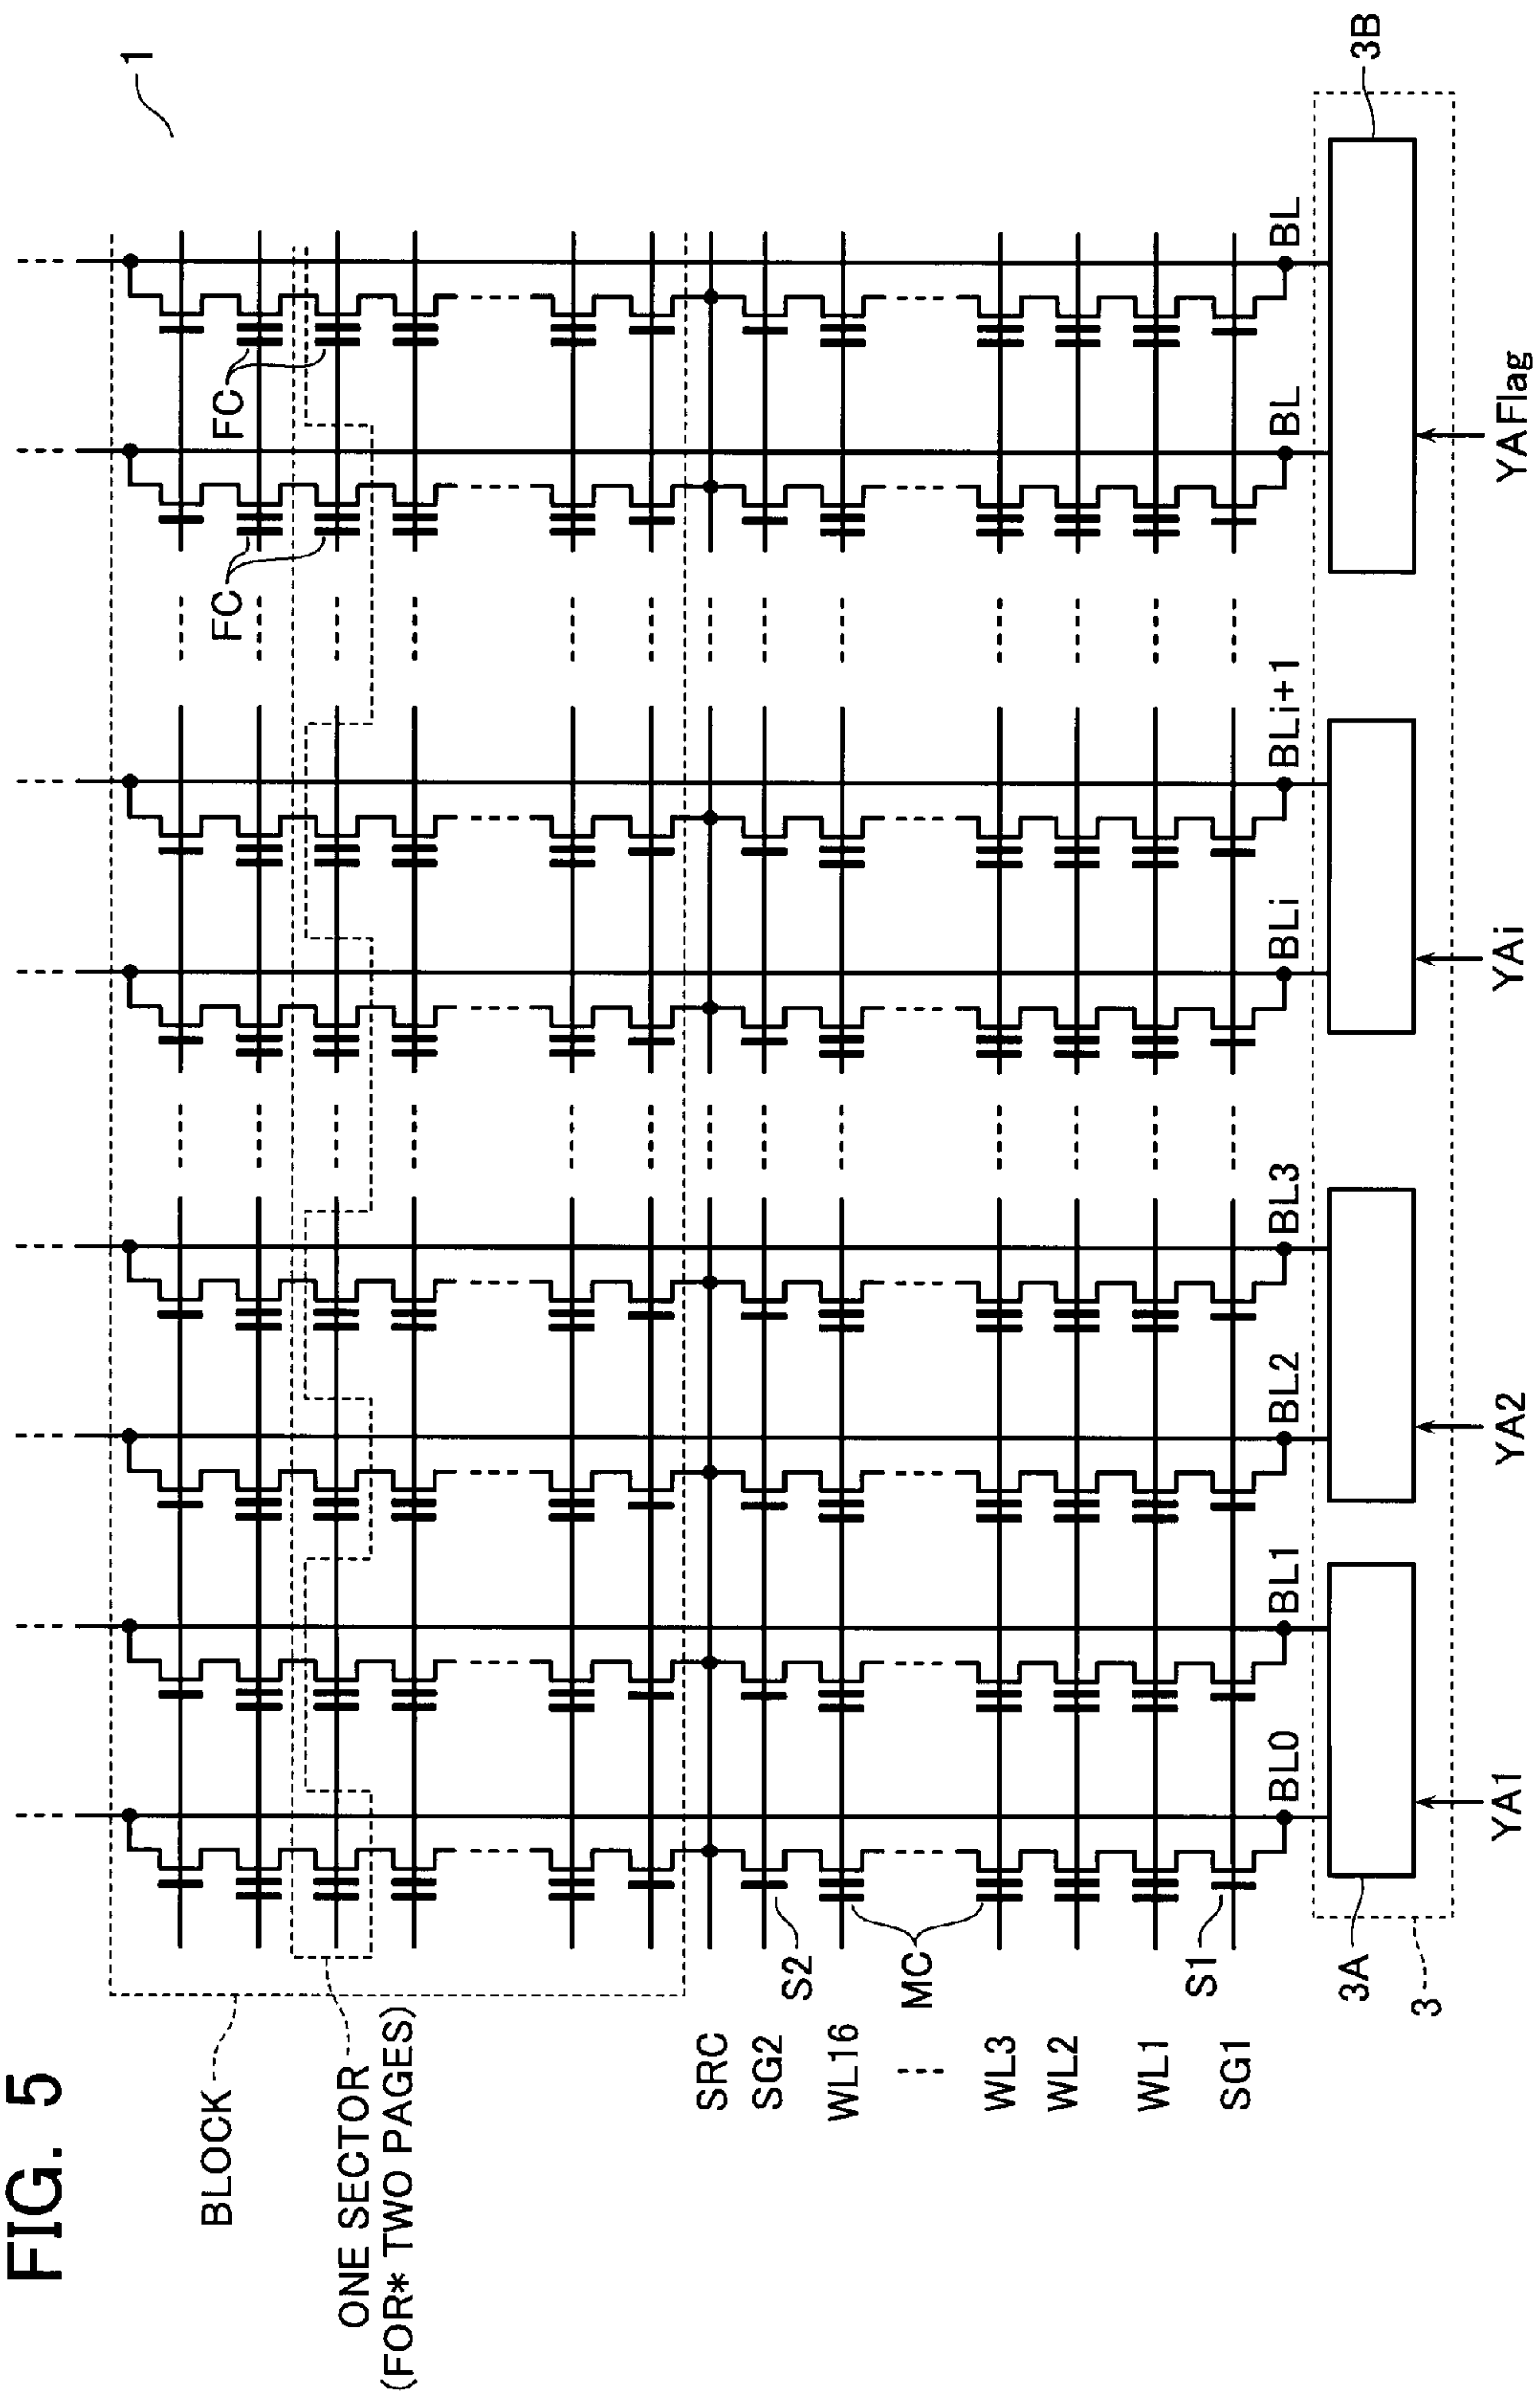 FIG. 5
1
BLOCK
ONE SECTOR
(FOR* TWO PAGES)
FC
FC
SRC
SG2
WL16
WL3
WL2
WL1
SG1
S2
MC
S1
BL0
BL1
BL2
BL3
BLi
BLi+1
BL
BL
3A
3
3B
YA1
YA2
YAi
YAFlag